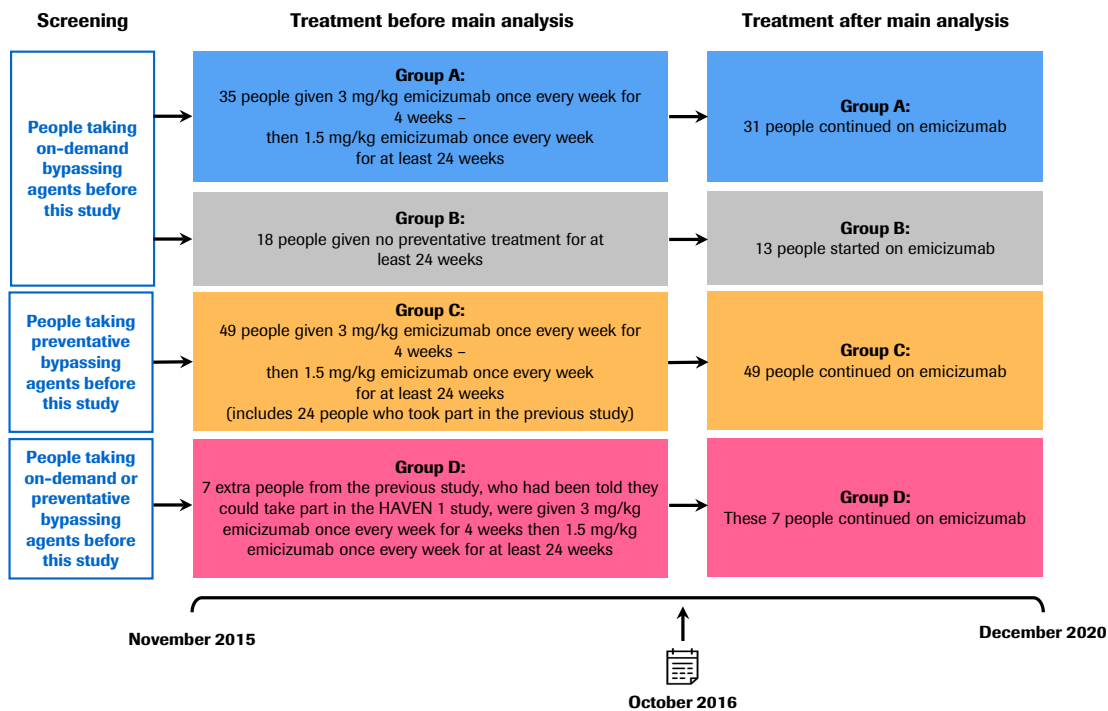 Screening
Treatment before main analysis
Treatment after main analysis
People taking
on-demand
bypassing
agents before
this study
Group A:
35 people given 3 mg/kg emicizumab once every week for
4 weeks –
then 1.5 mg/kg emicizumab once every week
for at least 24 weeks
Group A:
31 people continued on emicizumab
Group B:
18 people given no preventative treatment for at
least 24 weeks
Group B:
13 people started on emicizumab
People taking
preventative
bypassing
agents before
this study
Group C:
49 people given 3 mg/kg emicizumab once every week for
4 weeks –
then 1.5 mg/kg emicizumab once every week
for at least 24 weeks
(includes 24 people who took part in the previous study)
Group C:
49 people continued on emicizumab
People taking
on-demand or
preventative
bypassing
agents before
this study
Group D:
7 extra people from the previous study, who had been told they
could take part in the HAVEN 1 study, were given 3 mg/kg
emicizumab once every week for 4 weeks then 1.5 mg/kg
emicizumab once every week for at least 24 weeks
Group D:
These 7 people continued on emicizumab
November 2015
October 2016
December 2020